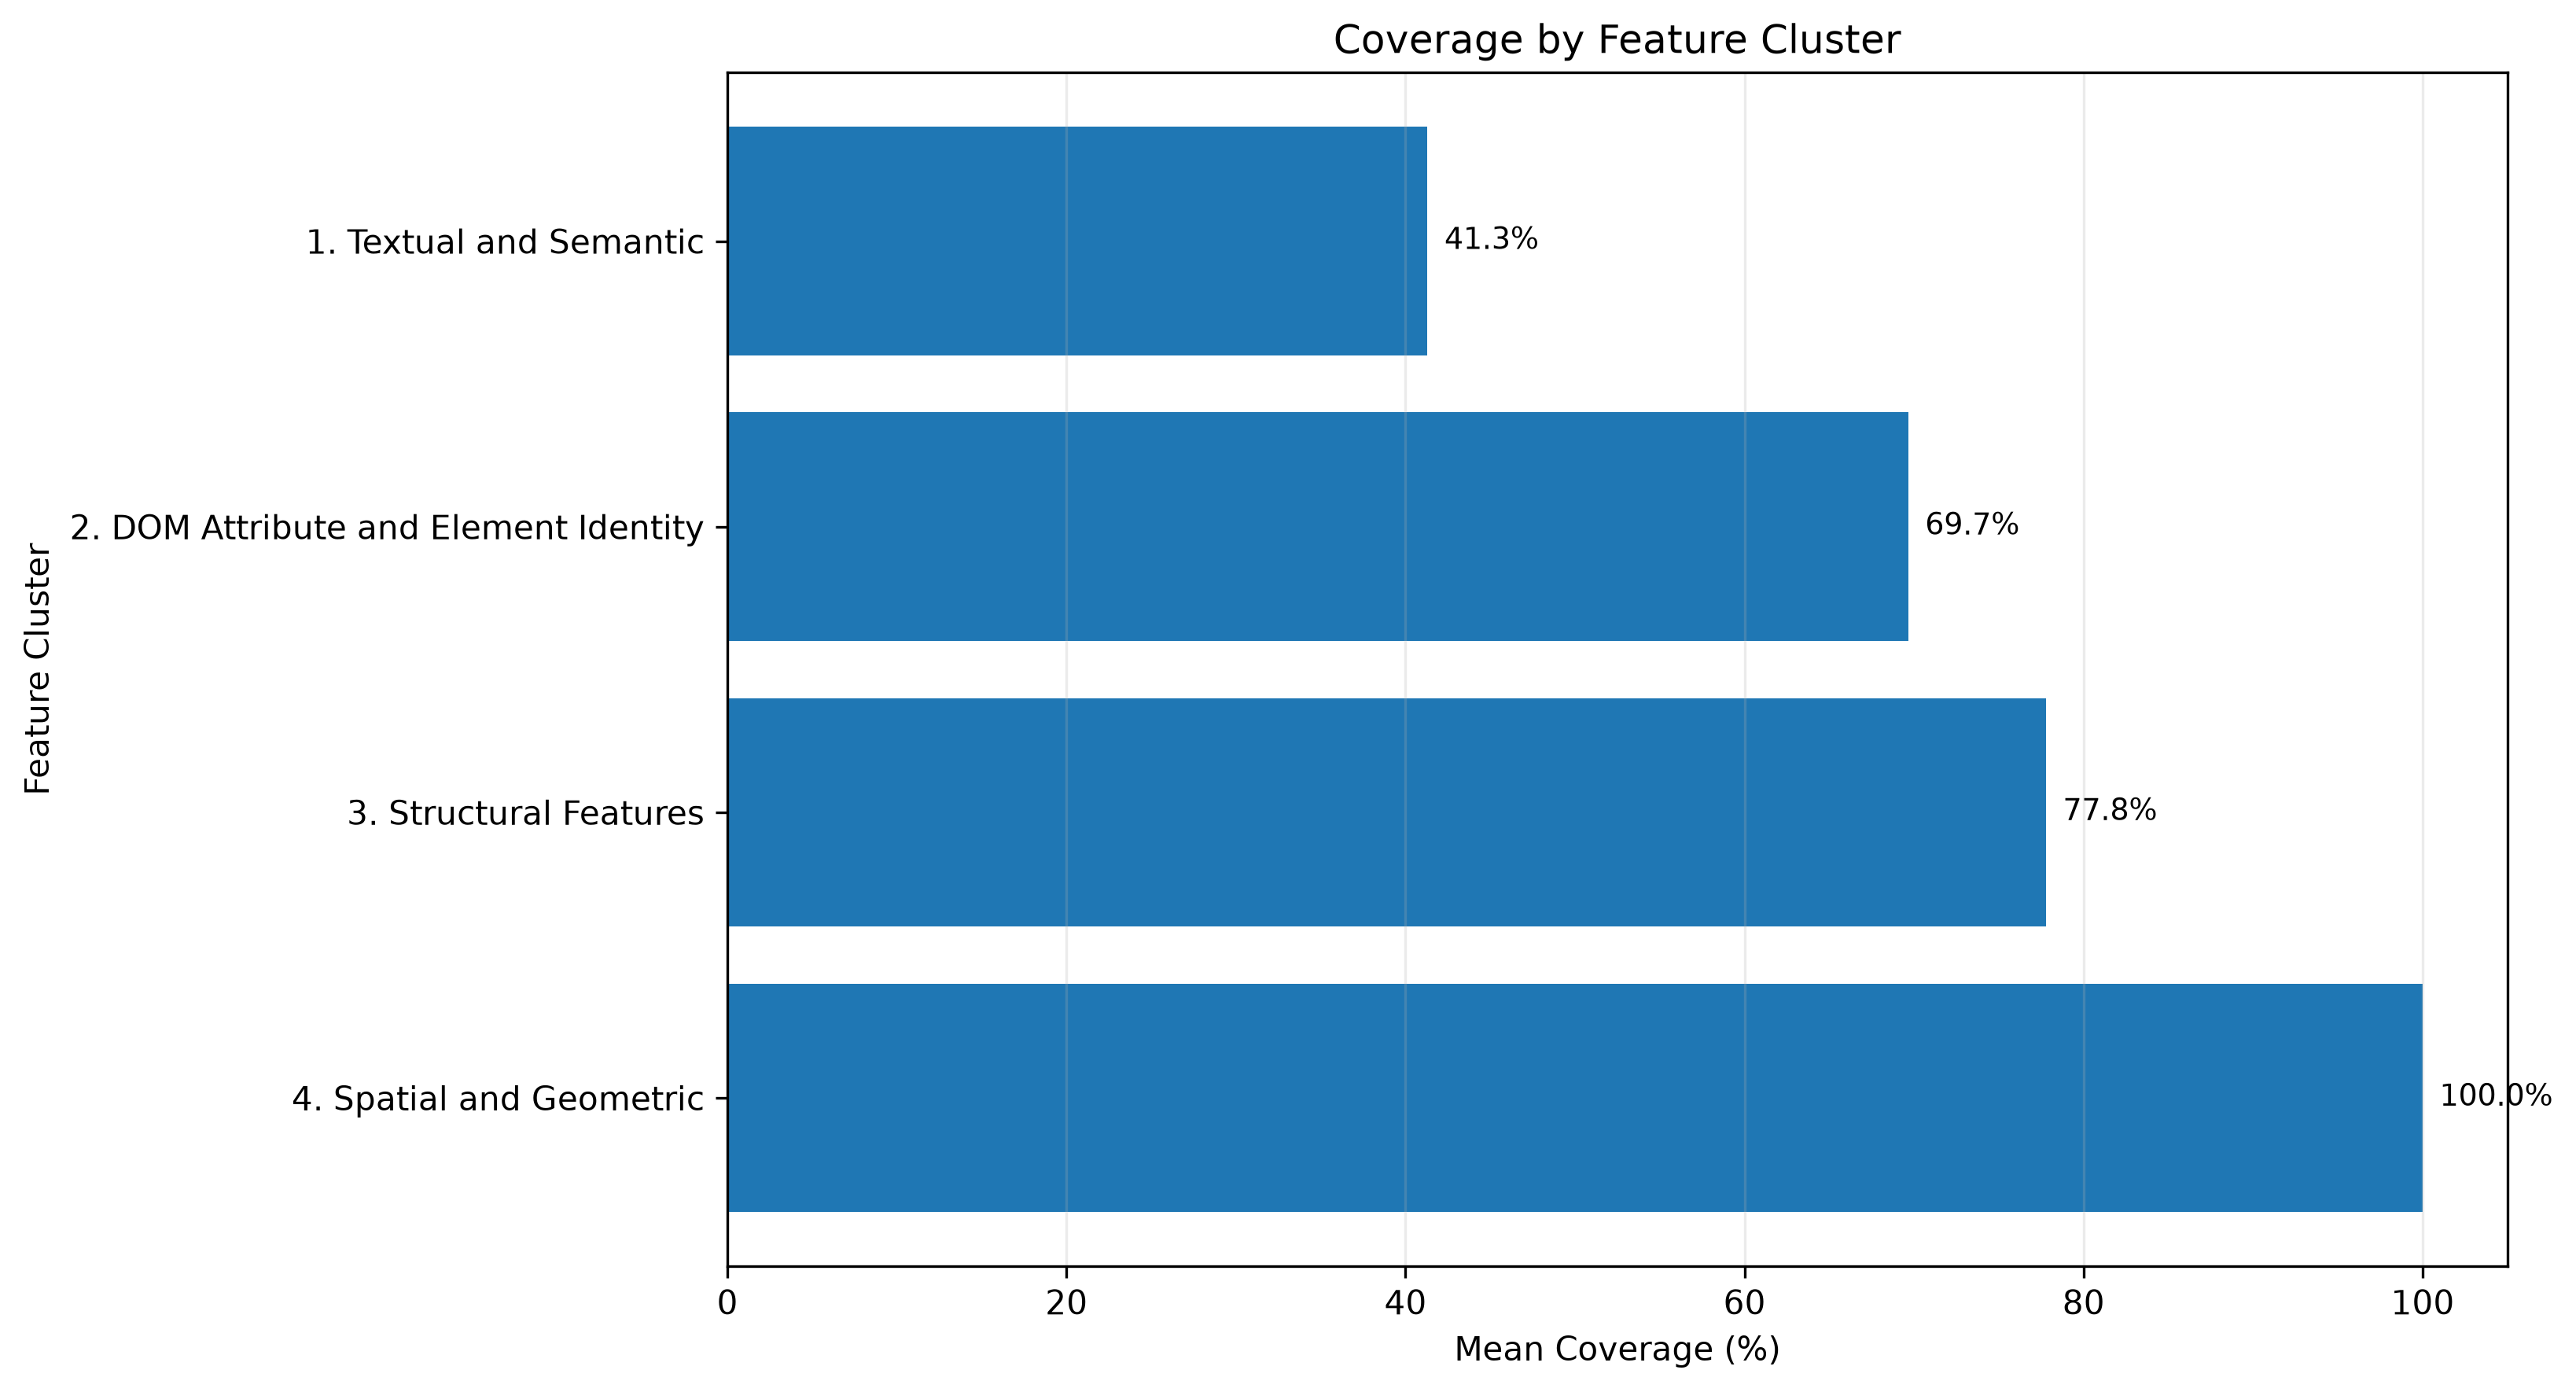 Coverage by Feature Cluster
Feature Cluster
1. Textual and Semantic
41.3%
2. DOM Attribute and Element Identity
69.7%
3. Structural Features
77.8%
4. Spatial and Geometric
100.0%
0 20 40 60 80 100
Mean Coverage (%)